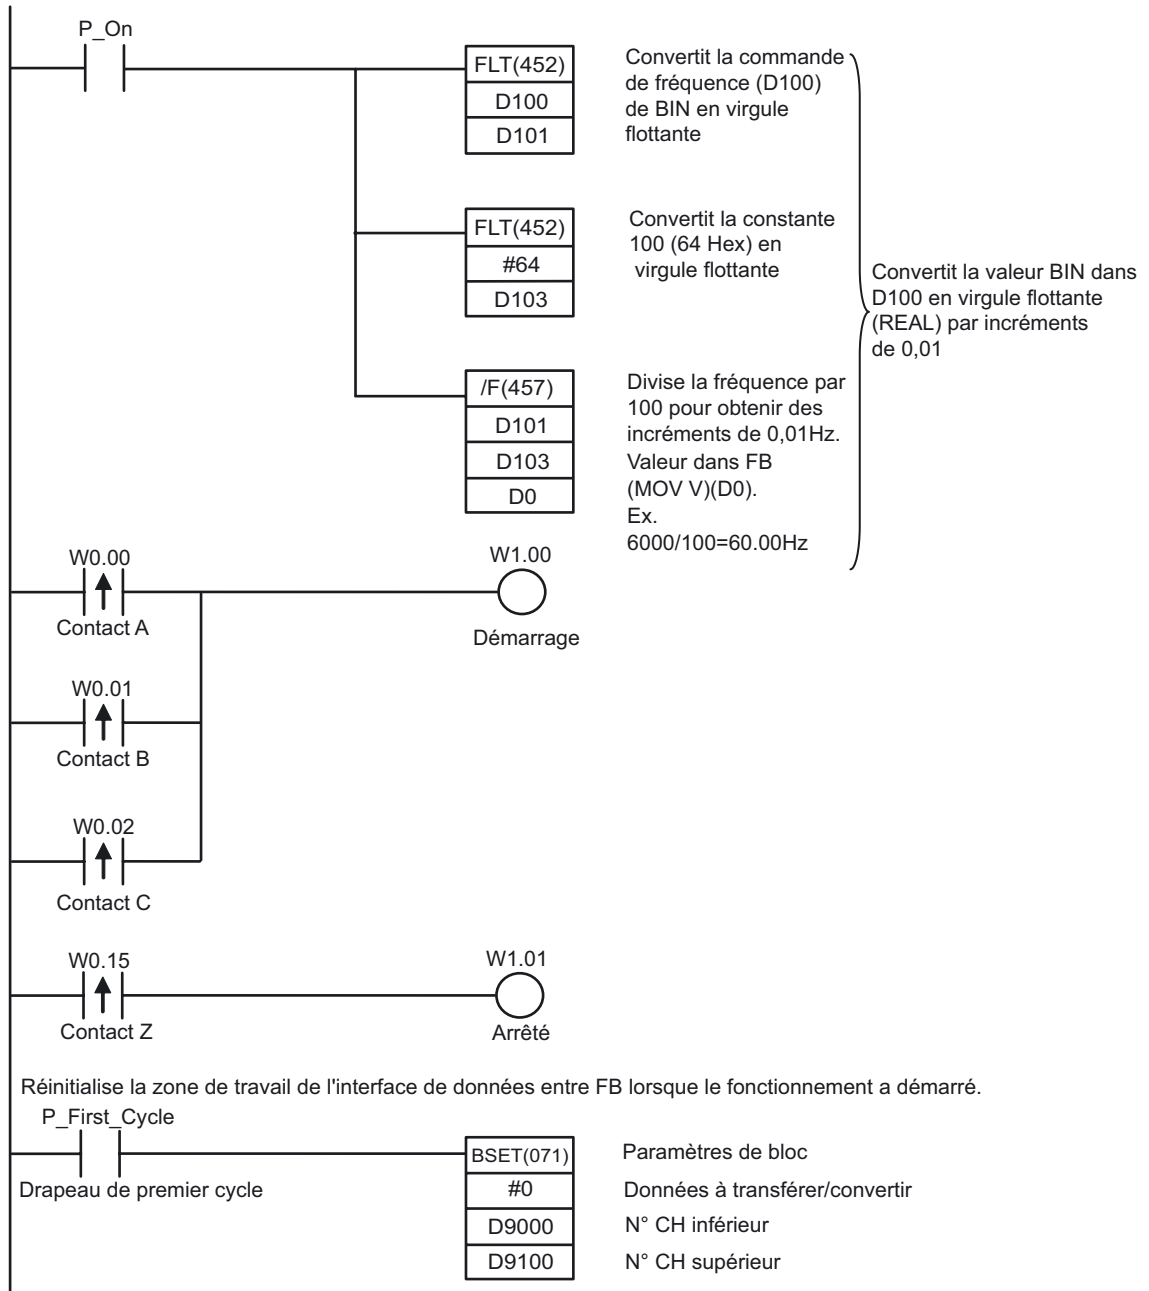 P_On
FLT(452)
D100
D101
Convertit la commande
de fréquence (D100)
de BIN en virgule
flottante
FLT(452)
#64
D103
Convertit la constante
100 (64 Hex) en
virgule flottante
Convertit la valeur BIN dans
D100 en virgule flottante
(REAL) par incréments
de 0,01
/F(457)
D101
D103
D0
Divise la fréquence par
100 pour obtenir des
incréments de 0,01Hz.
Valeur dans FB
(MOV V)(D0).
Ex.
6000/100=60.00Hz
W0.00
Contact A
W1.00
Démarrage
W0.01
Contact B
W0.02
Contact C
W0.15
Contact Z
W1.01
Arrêté
Réinitialise la zone de travail de l'interface de données entre FB lorsque le fonctionnement a démarré.
P_First_Cycle
Drapeau de premier cycle
BSET(071) Paramètres de bloc
#0 Données à transférer/convertir
D9000 N° CH inférieur
D9100 N° CH supérieur